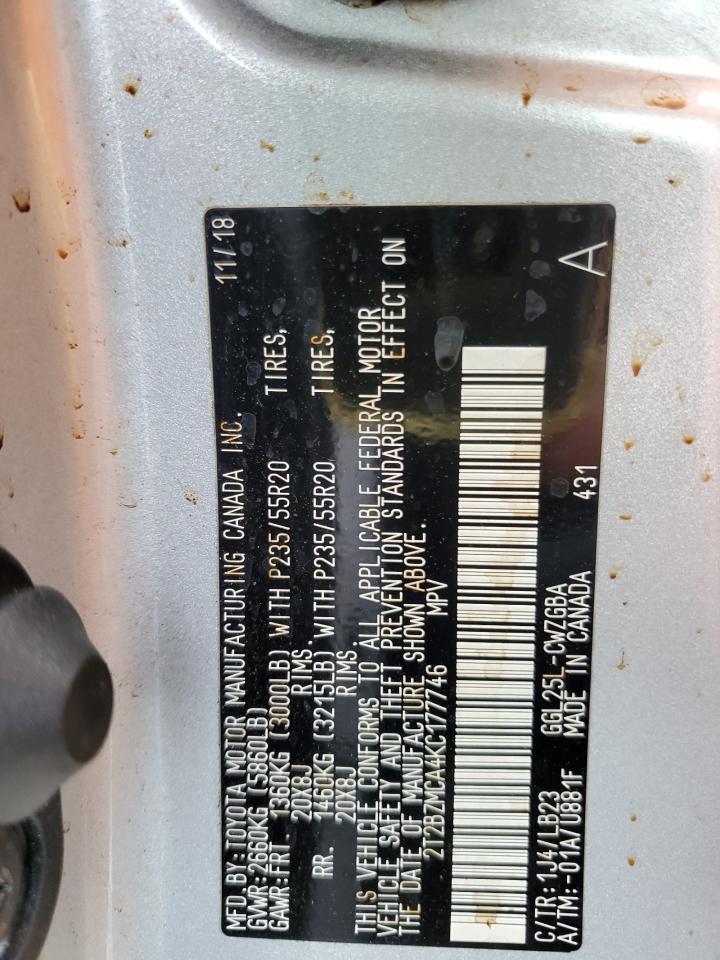 MFD. BY: TOYOTA MOTOR MANUFACTURING CANADA INC. 11/18
GVWR: 2660KG (5860LB)
GAWR: FRT. 1360KG (3000LB) WITH P235/55R20 TIRES,
20X8J RIMS.
RR. 1460KG (3215LB) WITH P235/55R20 TIRES,
20X8J RIMS.
THIS VEHICLE CONFORMS TO ALL APPLICABLE FEDERAL MOTOR
VEHICLE SAFETY AND THEFT PREVENTION STANDARDS IN EFFECT ON
THE DATE OF MANUFACTURE SHOWN ABOVE.
2T2BZMCA4KC177746 MPV
C/TR: 1J4/LB23 GGL25L-CWZGBA
A/TM: -01A/U881F MADE IN CANADA 431 A